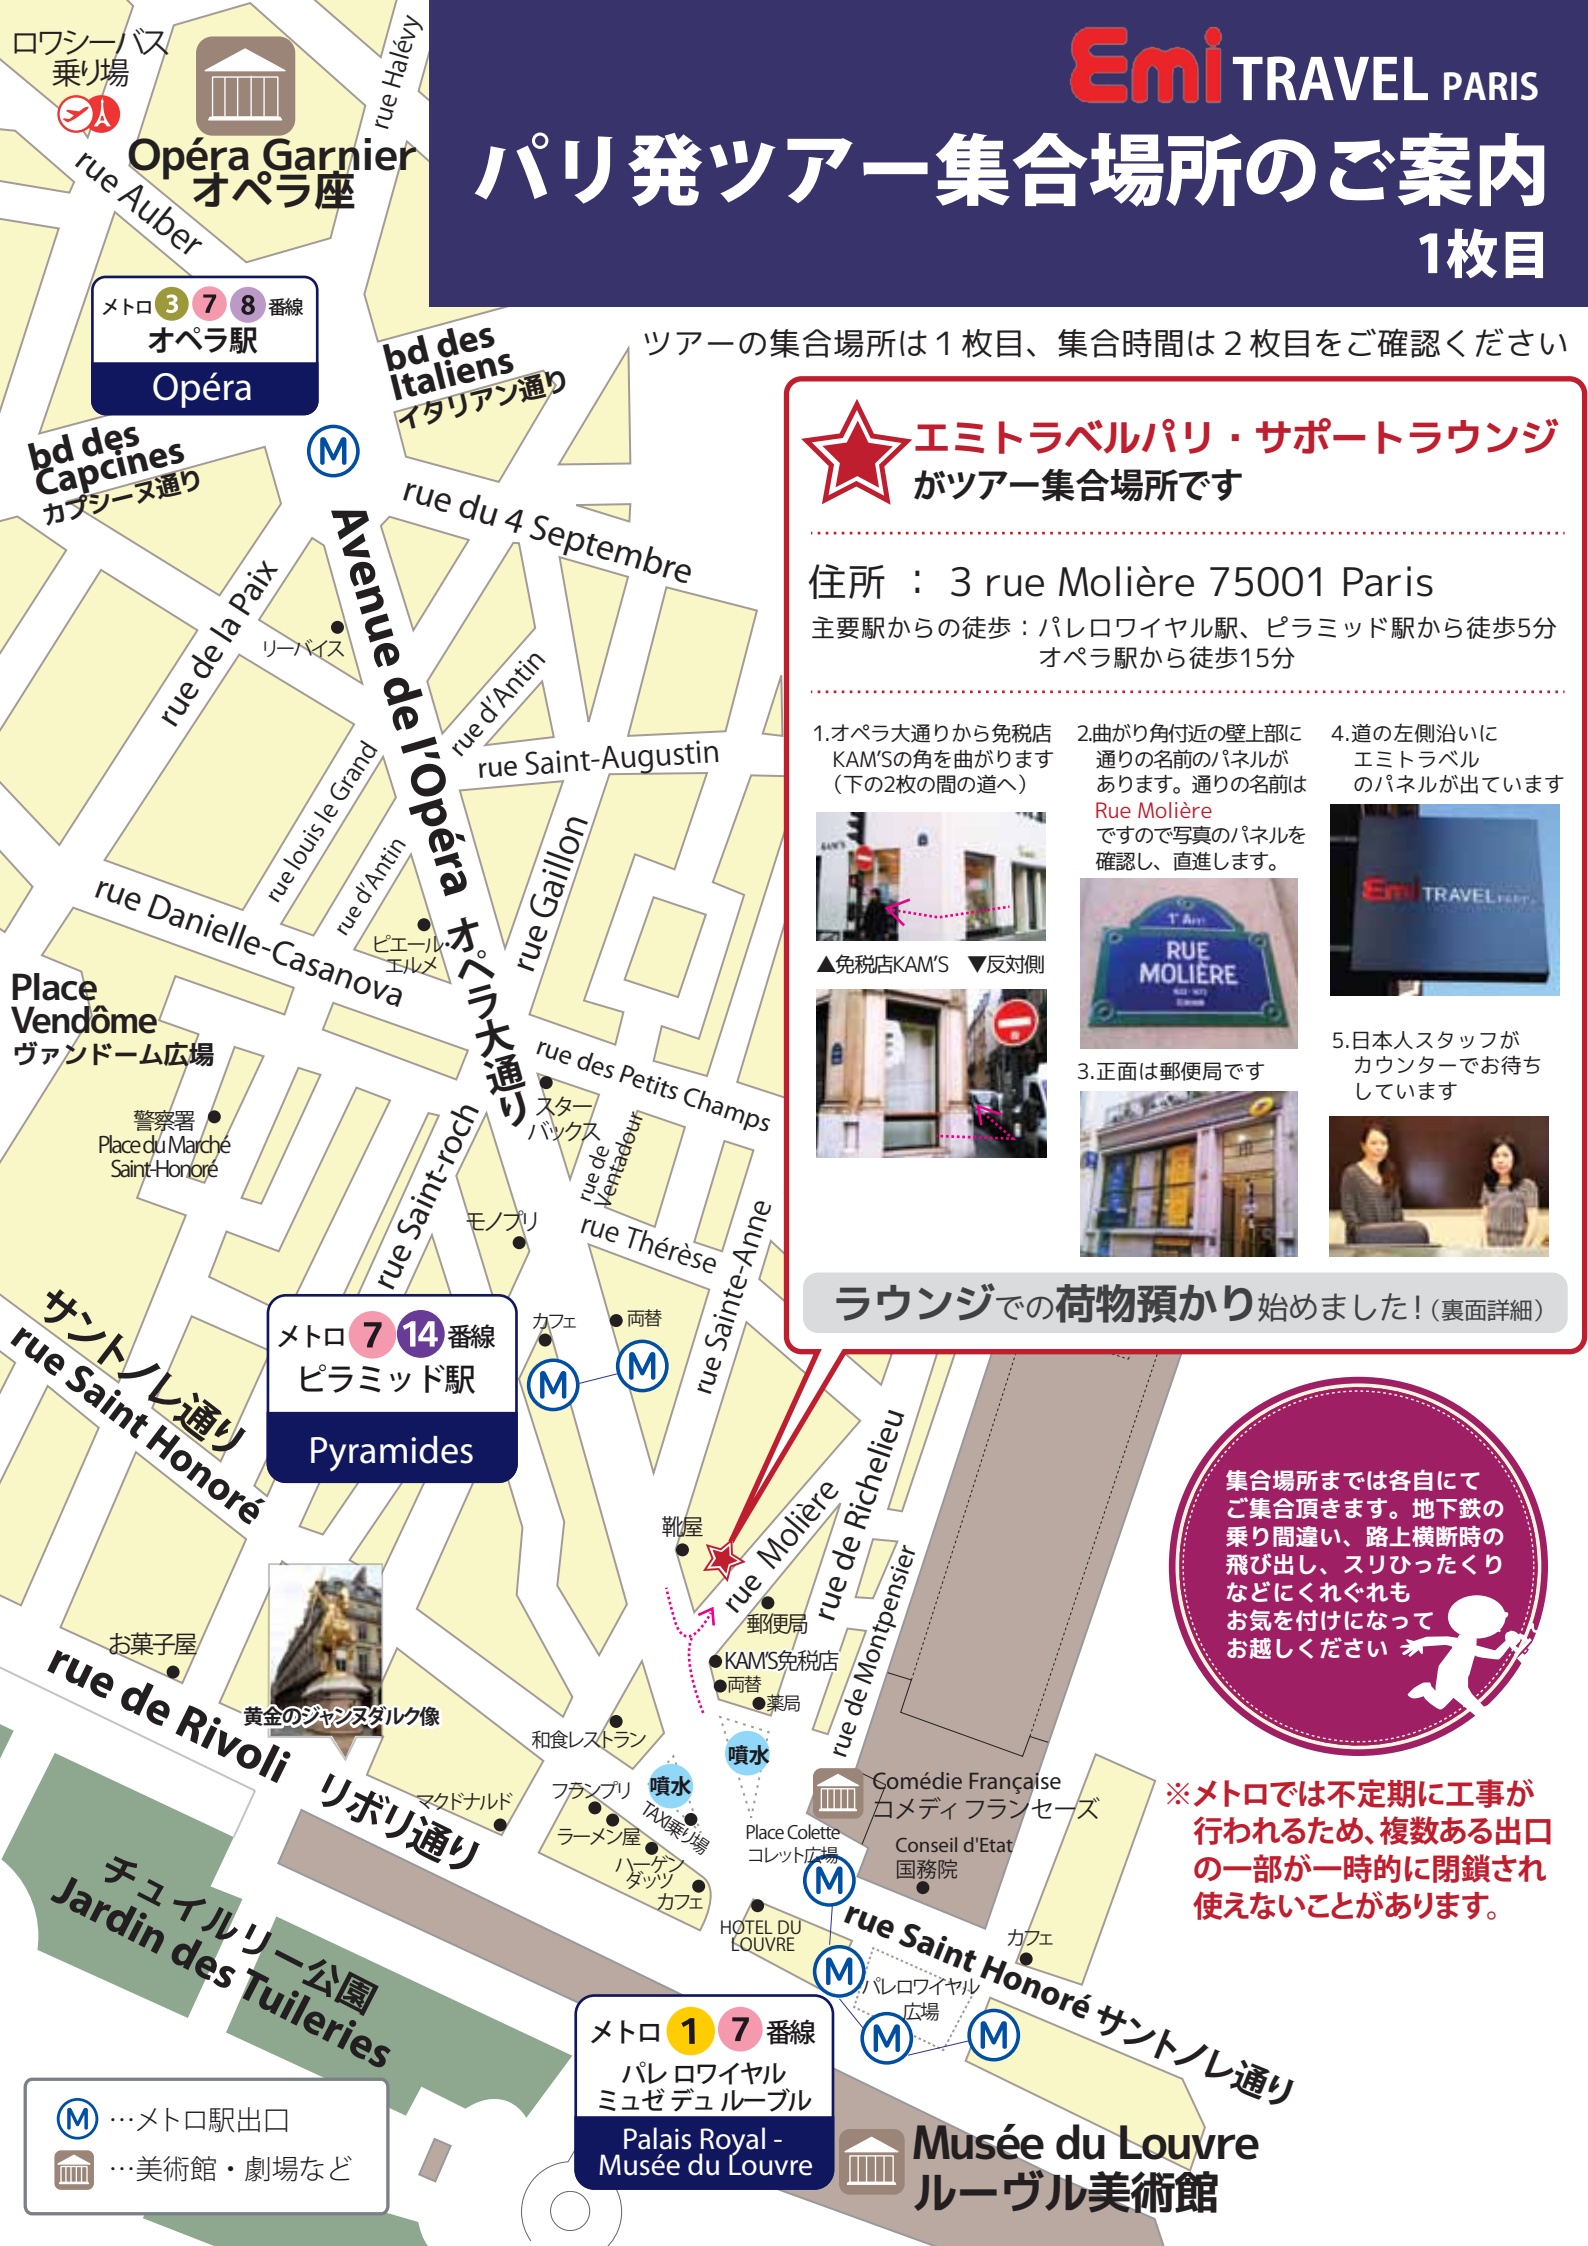 Emi TRAVEL PARIS
パリ発ツアー集合場所のご案内
1枚目
ツアーの集合場所は1枚目、集合時間は2枚目をご確認ください
エミトラベルパリ・サポートラウンジ
がツアー集合場所です
住所 : 3 rue Molière 75001 Paris
主要駅からの徒歩：パレロワイヤル駅、ピラミッド駅から徒歩5分
オペラ駅から徒歩15分
1.オペラ大通りから免税店
KAM'Sの角を曲がります
（下の2枚の間の道へ）
KAM'S
▲免税店KAM'S ▼反対側
2.曲がり角付近の壁上部に
通りの名前のパネルが
あります。通りの名前は
Rue Molière
ですので写真のパネルを
確認し、直進します。
1er Arrt
RUE
MOLIÈRE
3.正面は郵便局です
4.道の左側沿いに
エミトラベル
のパネルが出ています
Emi TRAVEL PARIS
5.日本人スタッフが
カウンターでお待ち
しています
ラウンジでの荷物預かり始めました！（裏面詳細）
集合場所までは各自にて
ご集合頂きます。地下鉄の
乗り間違い、路上横断時の
飛び出し、スリひったくり
などにくれぐれも
お気を付けになって
お越しください
※メトロでは不定期に工事が
行われるため、複数ある出口
の一部が一時的に閉鎖され
使えないことがあります。
ロワシーバス
乗り場
rue Halévy
Opéra Garnier
オペラ座
rue Auber
メトロ 3 7 8 番線
オペラ駅
Opéra
bd des
Italiens
イタリアン通り
bd des
Capcines
カプシーヌ通り
M
rue du 4 Septembre
Avenue de l'Opéra オペラ大通り
rue de la Paix
リーバイス
rue d'Antin
rue Saint-Augustin
rue louis le Grand
rue d'Antin
rue Gaillon
rue Danielle-Casanova
ピエール・
エルメ
Place
Vendôme
ヴァンドーム広場
rue des Petits Champs
スター
バックス
rue de
Ventadour
警察署
Place du Marché
Saint-Honoré
rue Saint-roch
モノプリ
rue Thérèse
rue Sainte-Anne
サントノレ通り
rue Saint Honoré
メトロ 7 14 番線
ピラミッド駅
Pyramides
カフェ
両替
M
M
靴屋
rue Molière
rue de Richelieu
rue de Montpensier
郵便局
KAM'S免税店
両替
薬局
お菓子屋
黄金のジャンヌダルク像
rue de Rivoli リボリ通り
和食レストラン
噴水
噴水
フランプリ
TAXI乗り場
マクドナルド
ラーメン屋
ハーゲン
ダッツ
カフェ
Comédie Française
コメディ フランセーズ
Place Colette
コレット広場
Conseil d'Etat
国務院
M
HOTEL DU
LOUVRE
rue Saint Honoré サントノレ通り
カフェ
M
パレロワイヤル
広場
M
M
チュイルリー公園
Jardin des Tuileries
メトロ 1 7 番線
パレ ロワイヤル
ミュゼ デュ ルーブル
Palais Royal -
Musée du Louvre
Musée du Louvre
ルーヴル美術館
M …メトロ駅出口
…美術館・劇場など